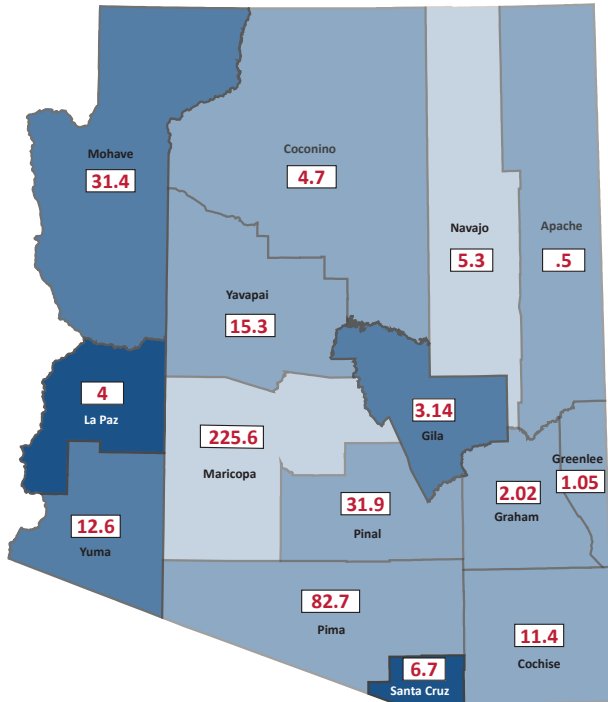 Mohave
31.4
Coconino
4.7
Navajo
5.3
Apache
.5
Yavapai
15.3
4
La Paz
225.6
Maricopa
3.14
Gila
Greenlee
1.05
2.02
Graham
31.9
Pinal
12.6
Yuma
82.7
Pima
11.4
Cochise
6.7
Santa Cruz